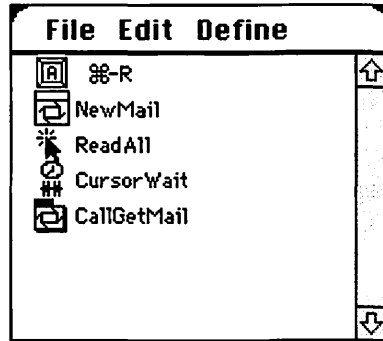 File Edit Define
A ⌘-R
NewMail
ReadAll
CursorWait
CallGetMail